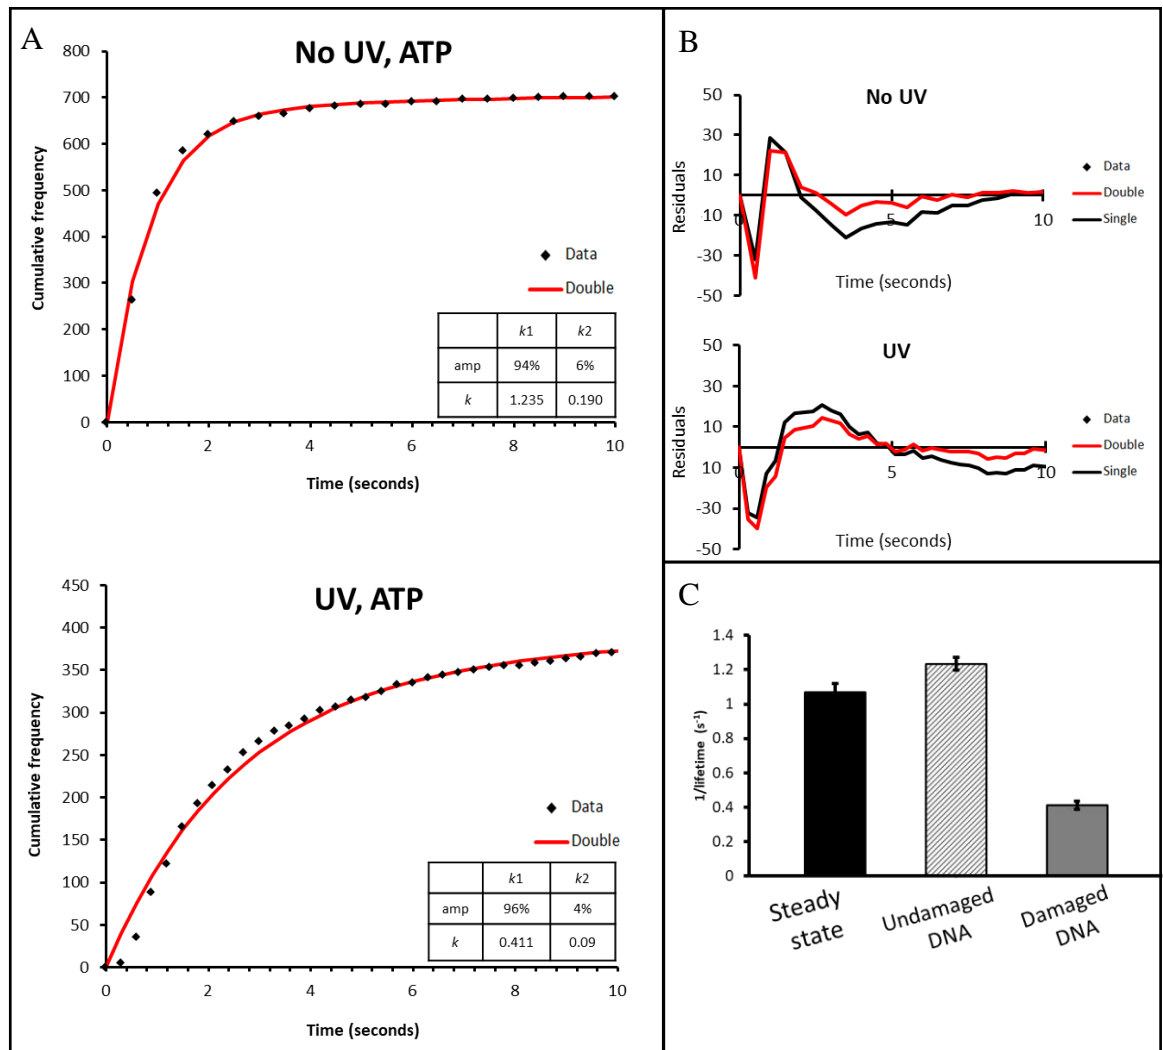 A
No UV, ATP
800
700
600
500
400
300
200
100
0
Cumulative frequency
Data
Double
k1 k2
amp 94% 6%
k 1.235 0.190
0 2 4 6 8 10
Time (seconds)
UV, ATP
450
400
350
300
250
200
150
100
50
0
Cumulative frequency
Data
Double
k1 k2
amp 96% 4%
k 0.411 0.09
0 2 4 6 8 10
Time (seconds)
B
No UV
50
30
10
10
-30
-50
Residuals
0 5 10
Time (seconds)
Data
Double
Single
UV
50
30
10
10
-30
-50
Residuals
0 5 10
Time (seconds)
Data
Double
Single
C
1.4
1.2
1
0.8
0.6
0.4
0.2
0
1/lifetime (s⁻¹)
Steady
state
Undamaged
DNA
Damaged
DNA